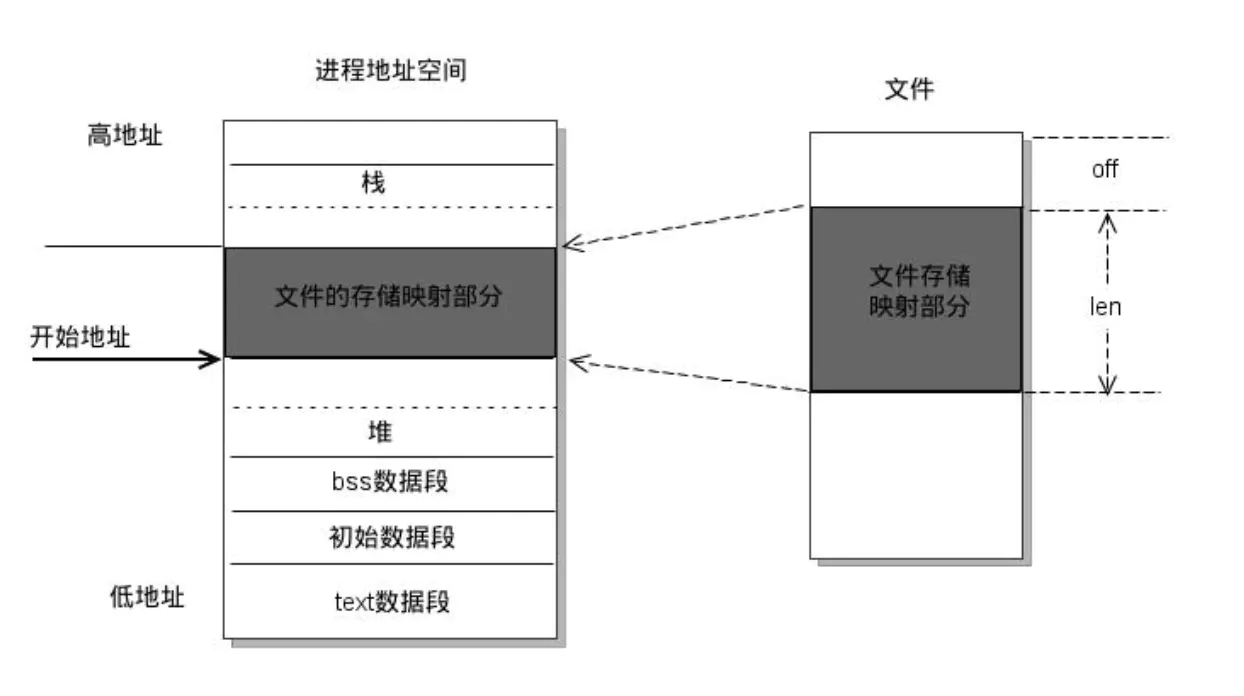 进程地址空间
文件
高地址
off
栈
文件的存储映射部分
文件存储
映射部分
len
开始地址
堆
bss数据段
初始数据段
低地址
text数据段